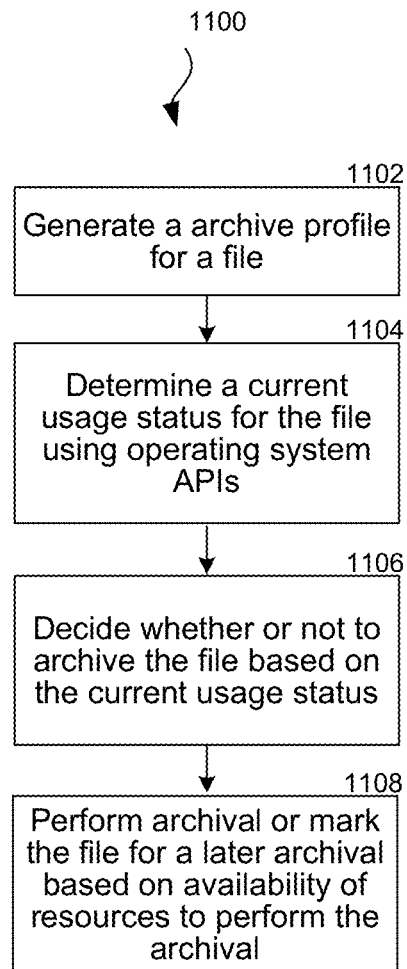 1100
1102
Generate a archive profile
for a file
1104
Determine a current
usage status for the file
using operating system
APIs
1106
Decide whether or not to
archive the file based on
the current usage status
1108
Perform archival or mark
the file for a later archival
based on availability of
resources to perform the
archival